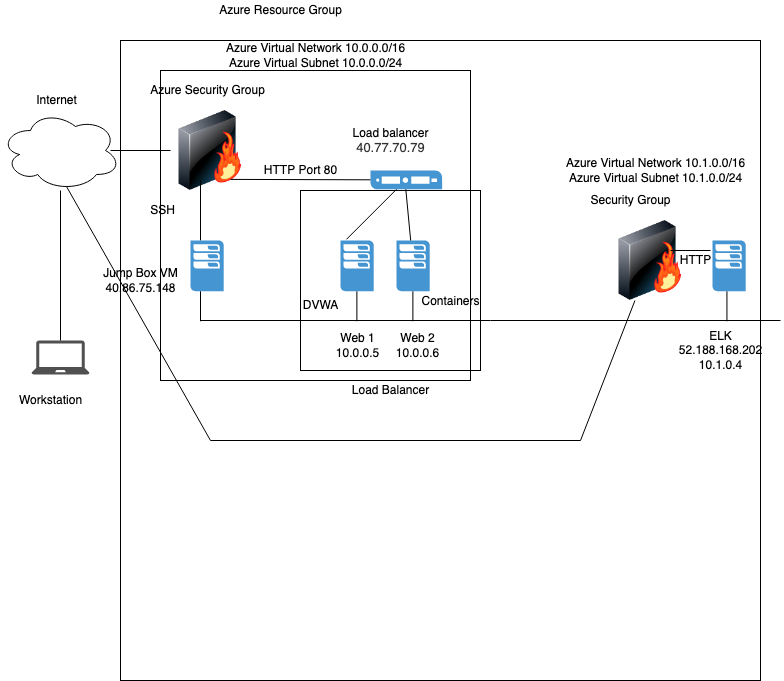 Azure Resource Group
Azure Virtual Network 10.0.0.0/16
Azure Virtual Subnet 10.0.0.0/24
Azure Security Group
Internet
Load balancer
40.77.70.79
HTTP Port 80
Azure Virtual Network 10.1.0.0/16
Azure Virtual Subnet 10.1.0.0/24
Security Group
SSH
HTTP
Jump Box VM
40.86.75.148
DVWA
Containers
Web 1
10.0.0.5
Web 2
10.0.0.6
ELK
52.188.168.202
10.1.0.4
Load Balancer
Workstation